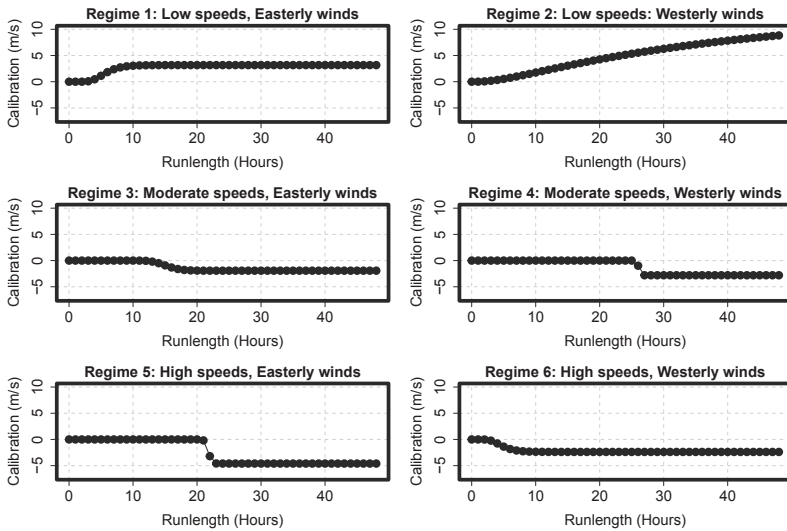 Regime 1: Low speeds, Easterly winds
Calibration (m/s)
10
5
0
−5
0 10 20 30 40
Runlength (Hours)
Regime 2: Low speeds: Westerly winds
Calibration (m/s)
10
5
0
−5
0 10 20 30 40
Runlength (Hours)
Regime 3: Moderate speeds, Easterly winds
Calibration (m/s)
10
5
0
−5
0 10 20 30 40
Runlength (Hours)
Regime 4: Moderate speeds, Westerly winds
Calibration (m/s)
10
5
0
−5
0 10 20 30 40
Runlength (Hours)
Regime 5: High speeds, Easterly winds
Calibration (m/s)
10
5
0
−5
0 10 20 30 40
Runlength (Hours)
Regime 6: High speeds, Westerly winds
Calibration (m/s)
10
5
0
−5
0 10 20 30 40
Runlength (Hours)